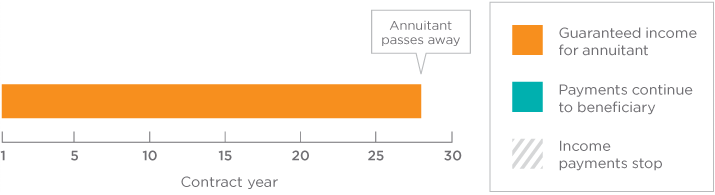 Annuitant
passes away
1 5 10 15 20 25 30
Contract year
Guaranteed income
for annuitant
Payments continue
to beneficiary
Income
payments stop